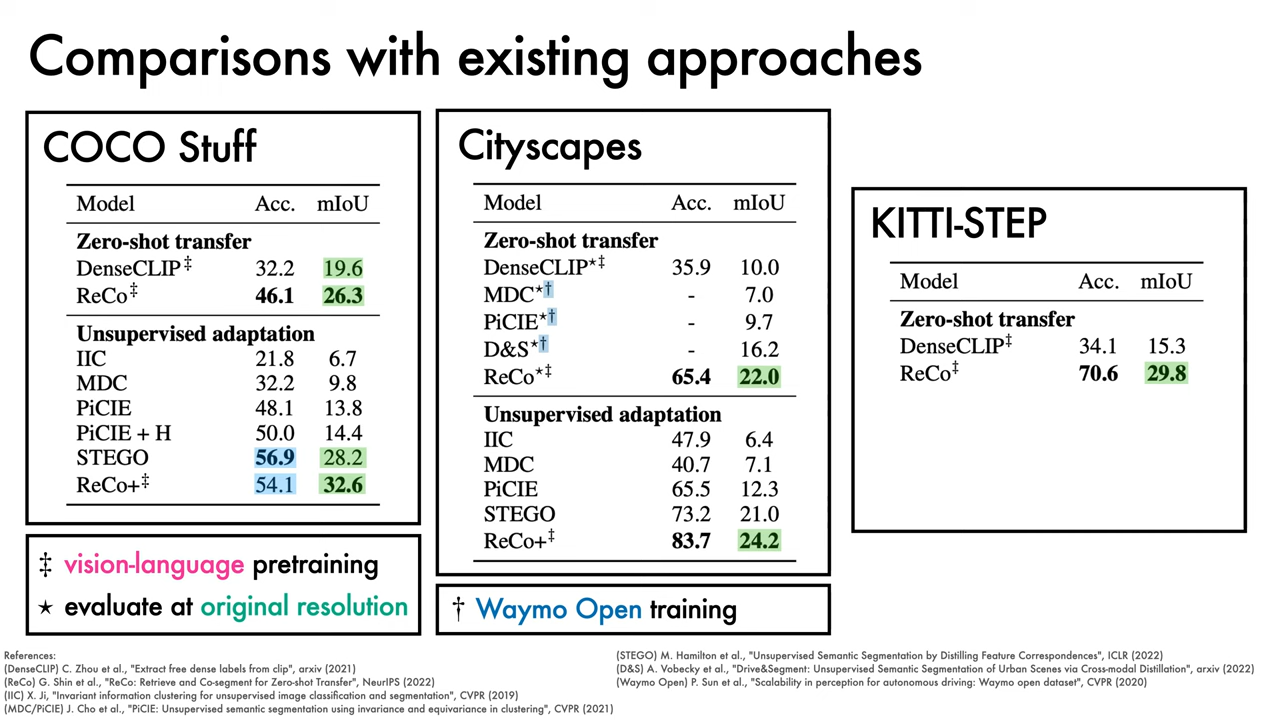 Comparisons with existing approaches
COCO Stuff
Model Acc. mIoU
Zero-shot transfer
DenseCLIP‡ 32.2 19.6
ReCo‡ 46.1 26.3
Unsupervised adaptation
IIC 21.8 6.7
MDC 32.2 9.8
PiCIE 48.1 13.8
PiCIE + H 50.0 14.4
STEGO 56.9 28.2
ReCo+‡ 54.1 32.6
‡ vision-language pretraining
⋆ evaluate at original resolution
Cityscapes
Model Acc. mIoU
Zero-shot transfer
DenseCLIP⋆‡ 35.9 10.0
MDC⋆† - 7.0
PiCIE⋆† - 9.7
D&S⋆† - 16.2
ReCo⋆‡ 65.4 22.0
Unsupervised adaptation
IIC 47.9 6.4
MDC 40.7 7.1
PiCIE 65.5 12.3
STEGO 73.2 21.0
ReCo+‡ 83.7 24.2
† Waymo Open training
KITTI-STEP
Model Acc. mIoU
Zero-shot transfer
DenseCLIP‡ 34.1 15.3
ReCo‡ 70.6 29.8
References:
(DenseCLIP) C. Zhou et al., "Extract free dense labels from clip", arxiv (2021)
(ReCo) G. Shin et al., "ReCo: Retrieve and Co-segment for Zero-shot Transfer", NeurIPS (2022)
(IIC) X. Ji, "Invariant information clustering for unsupervised image classification and segmentation", CVPR (2019)
(MDC/PiCIE) J. Cho et al., "PiCIE: Unsupervised semantic segmentation using invariance and equivariance in clustering", CVPR (2021)
(STEGO) M. Hamilton et al., "Unsupervised Semantic Segmentation by Distilling Feature Correspondences", ICLR (2022)
(D&S) A. Vobecky et al., "Drive&Segment: Unsupervised Semantic Segmentation of Urban Scenes via Cross-modal Distillation", arxiv (2022)
(Waymo Open) P. Sun et al., "Scalability in perception for autonomous driving: Waymo open dataset", CVPR (2020)